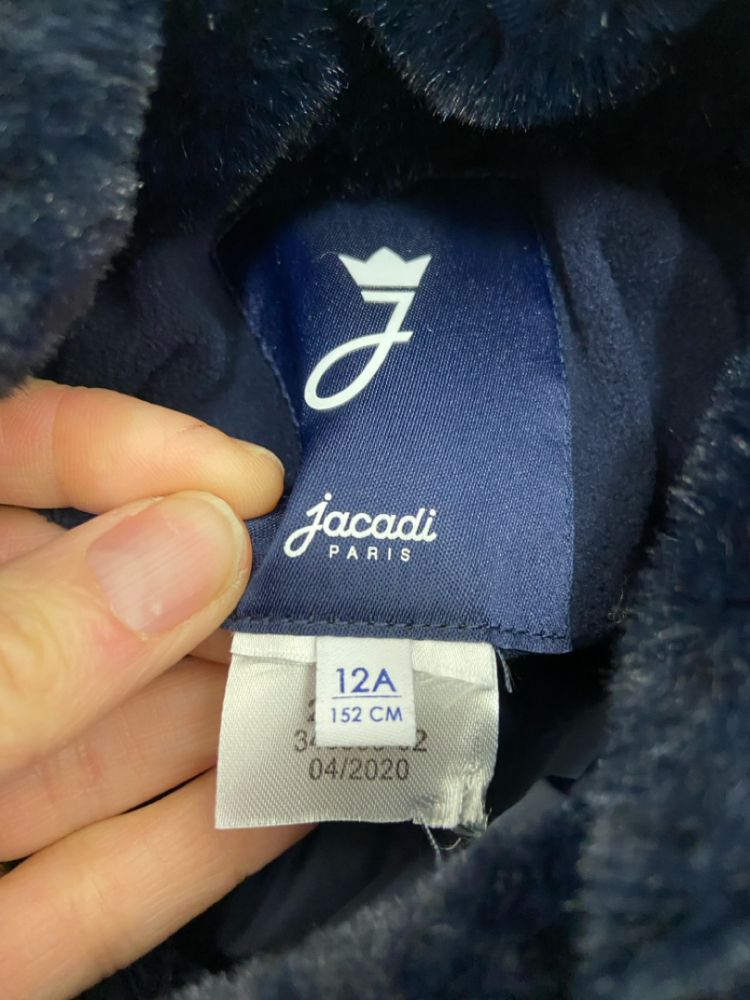 J
jacadi
PARIS
12A
152 CM
04/2020